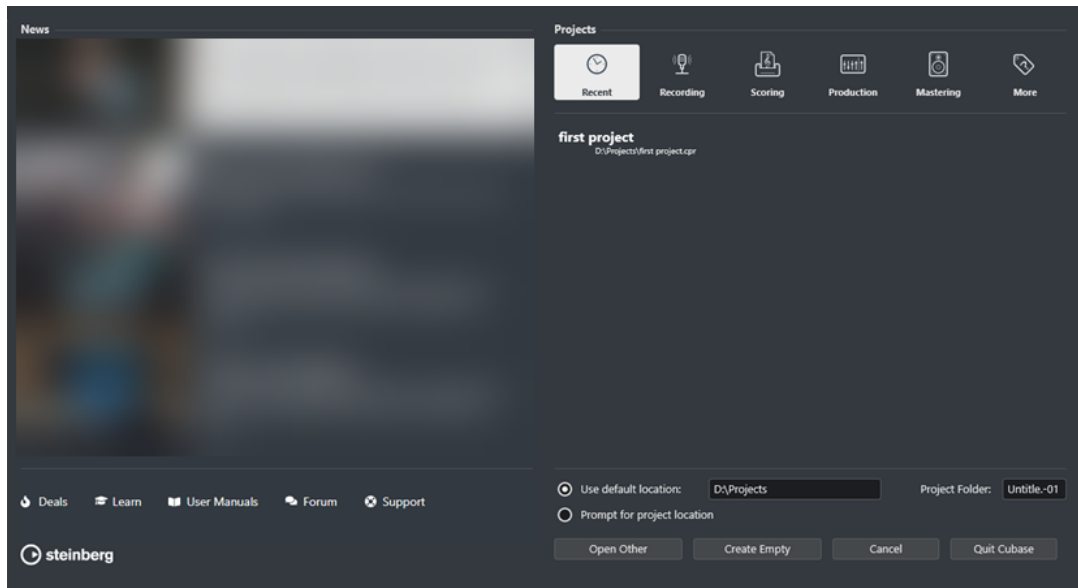 News
Projects
Recent
Recording
Scoring
Production
Mastering
More
first project
D:\Projects\first project.cpr
Deals
Learn
User Manuals
Forum
Support
Use default location:
D:\Projects
Project Folder:
Untitle.-01
Prompt for project location
Open Other
Create Empty
Cancel
Quit Cubase
steinberg